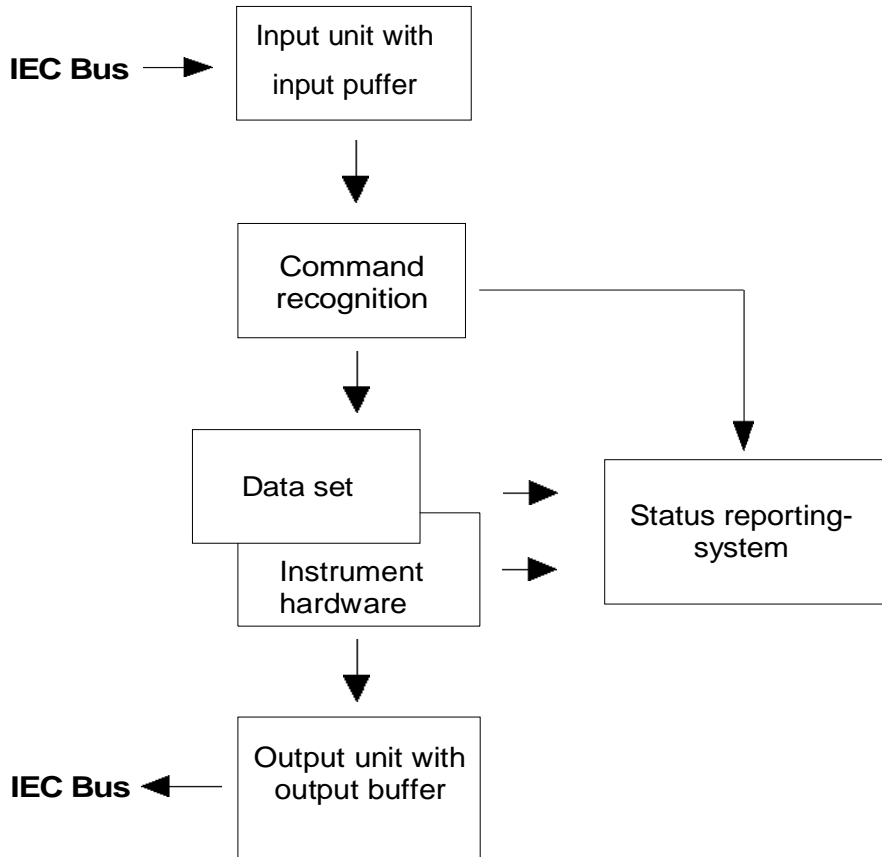 Input unit with
IEC Bus
input puffer
Command
recognition
Data set
Status reporting-
system
Instrument
hardware
Output unit with
IEC Bus
output buffer